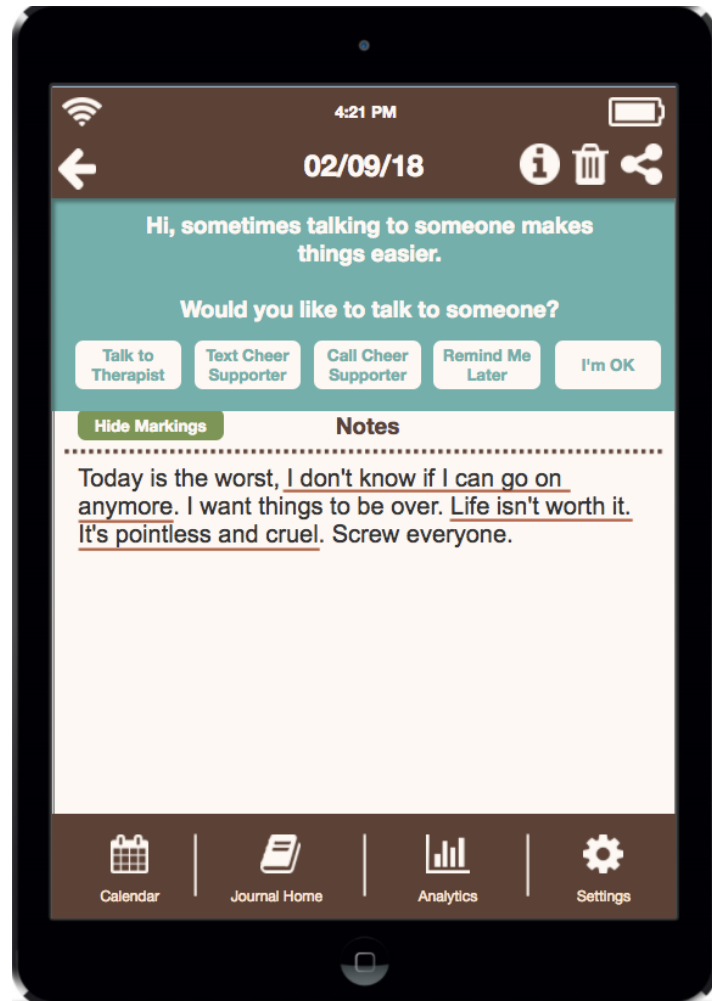 4:21 PM
02/09/18
Hi, sometimes talking to someone makes
things easier.
Would you like to talk to someone?
Talk to
Therapist
Text Cheer
Supporter
Call Cheer
Supporter
Remind Me
Later
I'm OK
Hide Markings
Notes
Today is the worst, I don't know if I can go on
anymore. I want things to be over. Life isn't worth it.
It's pointless and cruel. Screw everyone.
Calendar
Journal Home
Analytics
Settings